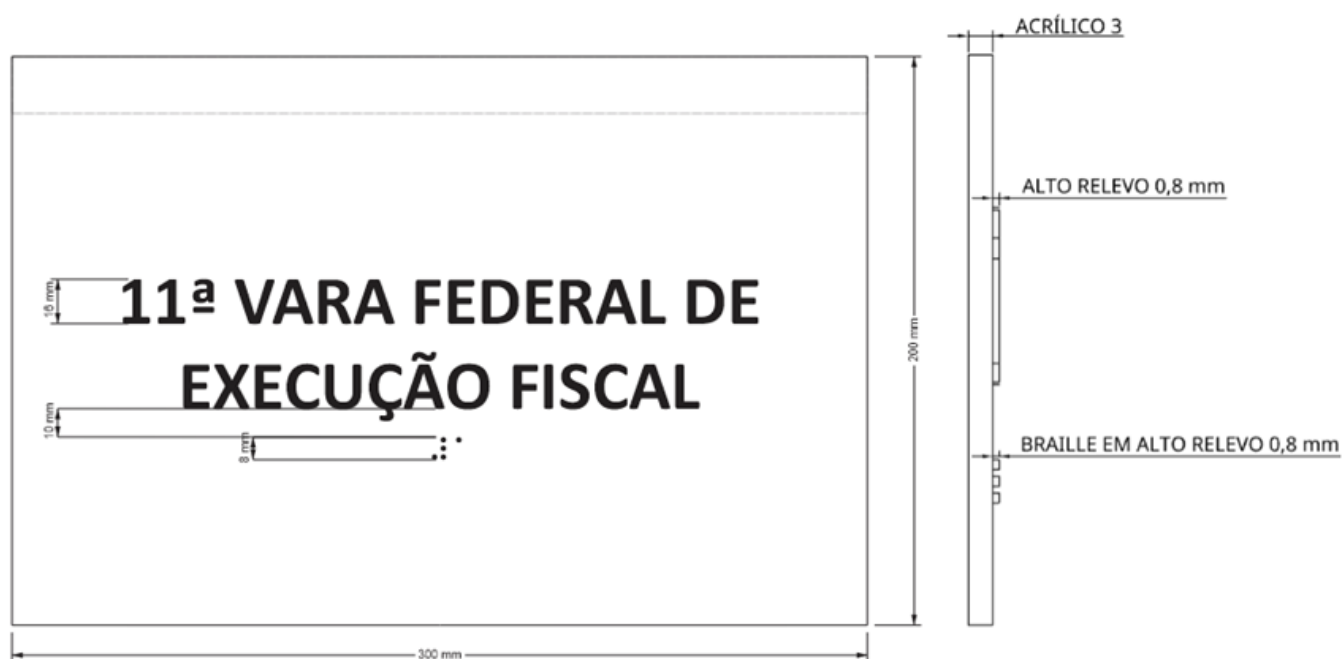 ACRÍLICO 3
ALTO RELEVO 0,8 mm
16 mm
11ª VARA FEDERAL DE
EXECUÇÃO FISCAL
200 mm
10 mm
8 mm
⠼⠁
BRAILLE EM ALTO RELEVO 0,8 mm
300 mm